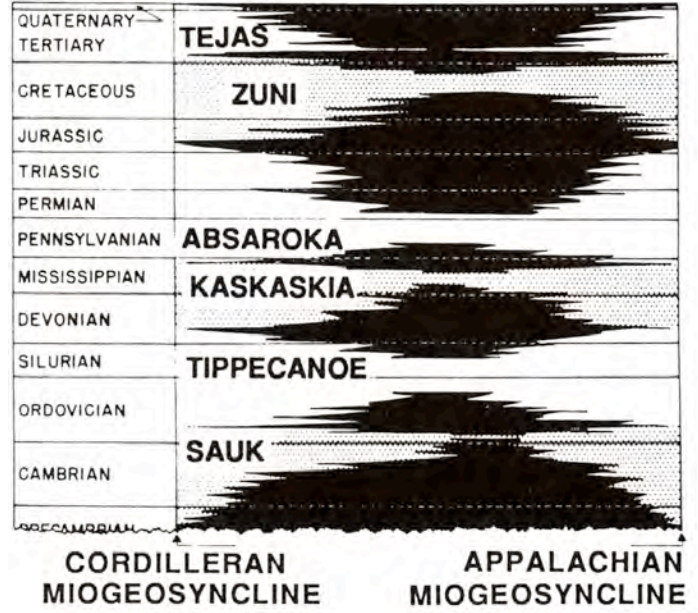 QUATERNARY
TERTIARY
TEJAS
CRETACEOUS
ZUNI
JURASSIC
TRIASSIC
PERMIAN
PENNSYLVANIAN
ABSAROKA
MISSISSIPPIAN
KASKASKIA
DEVONIAN
SILURIAN
TIPPECANOE
ORDOVICIAN
SAUK
CAMBRIAN
PRECAMBRIAN
CORDILLERAN
MIOGEOSYNCLINE
APPALACHIAN
MIOGEOSYNCLINE